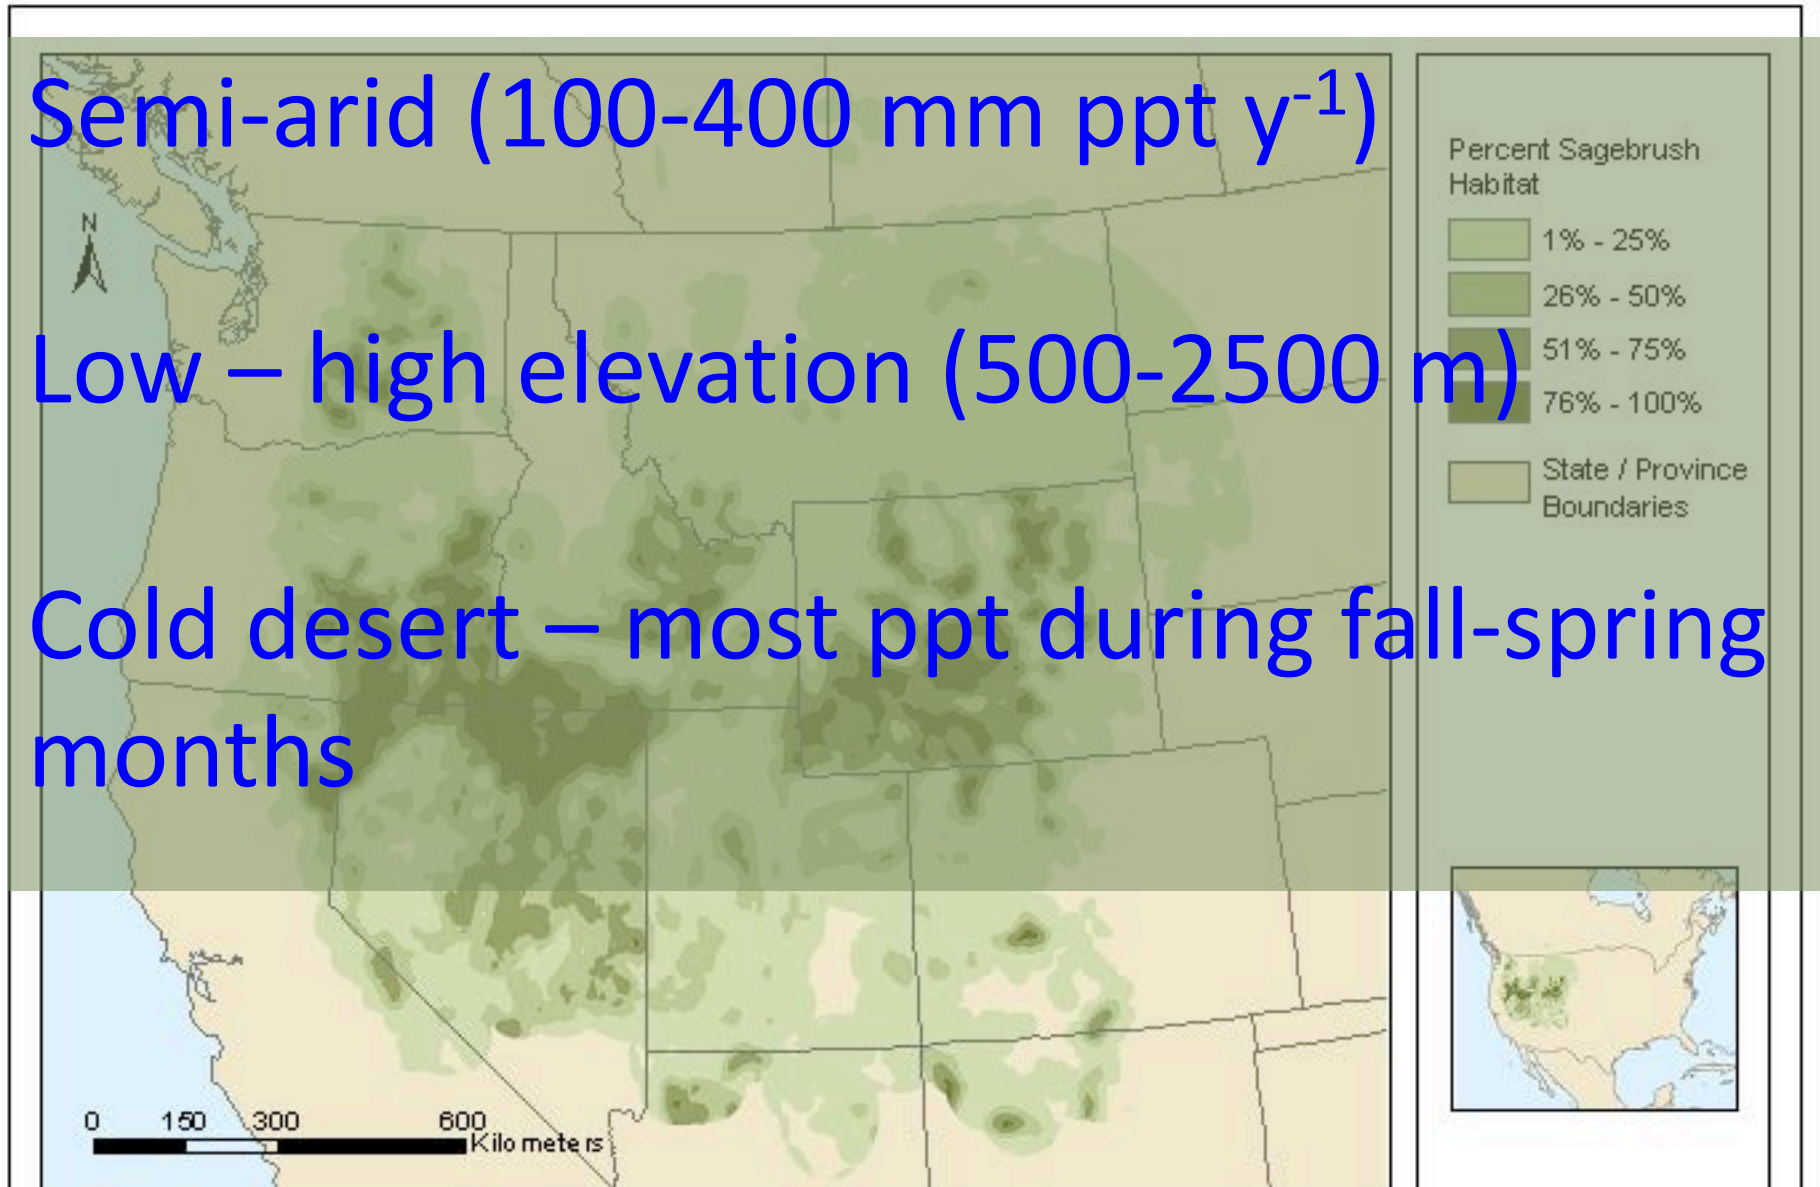 Semi-arid (100-400 mm ppt y⁻¹)
Low – high elevation (500-2500 m)
Cold desert – most ppt during fall-spring
months
N
Percent Sagebrush
Habitat
1% - 25%
26% - 50%
51% - 75%
76% - 100%
State / Province
Boundaries
0 150 300 600
Kilometers